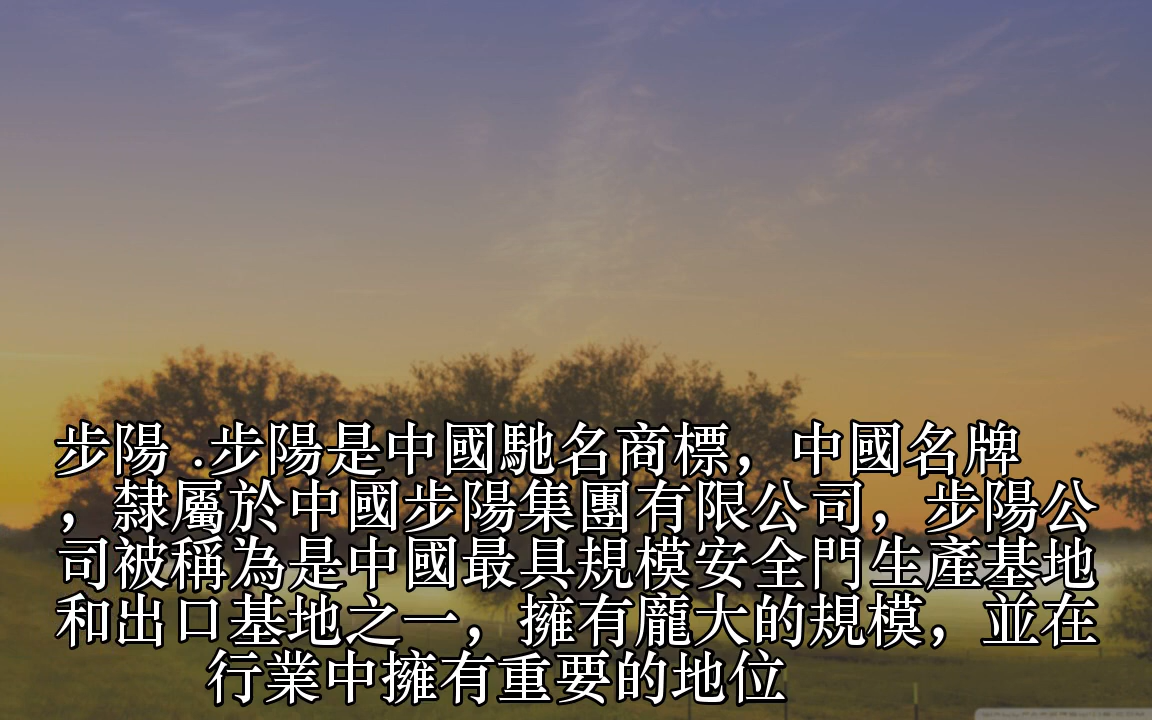 步陽 .步陽是中國馳名商標，中國名牌
，隸屬於中國步陽集團有限公司，步陽公
司被稱為是中國最具規模安全門生產基地
和出口基地之一，擁有龐大的規模，並在
行業中擁有重要的地位